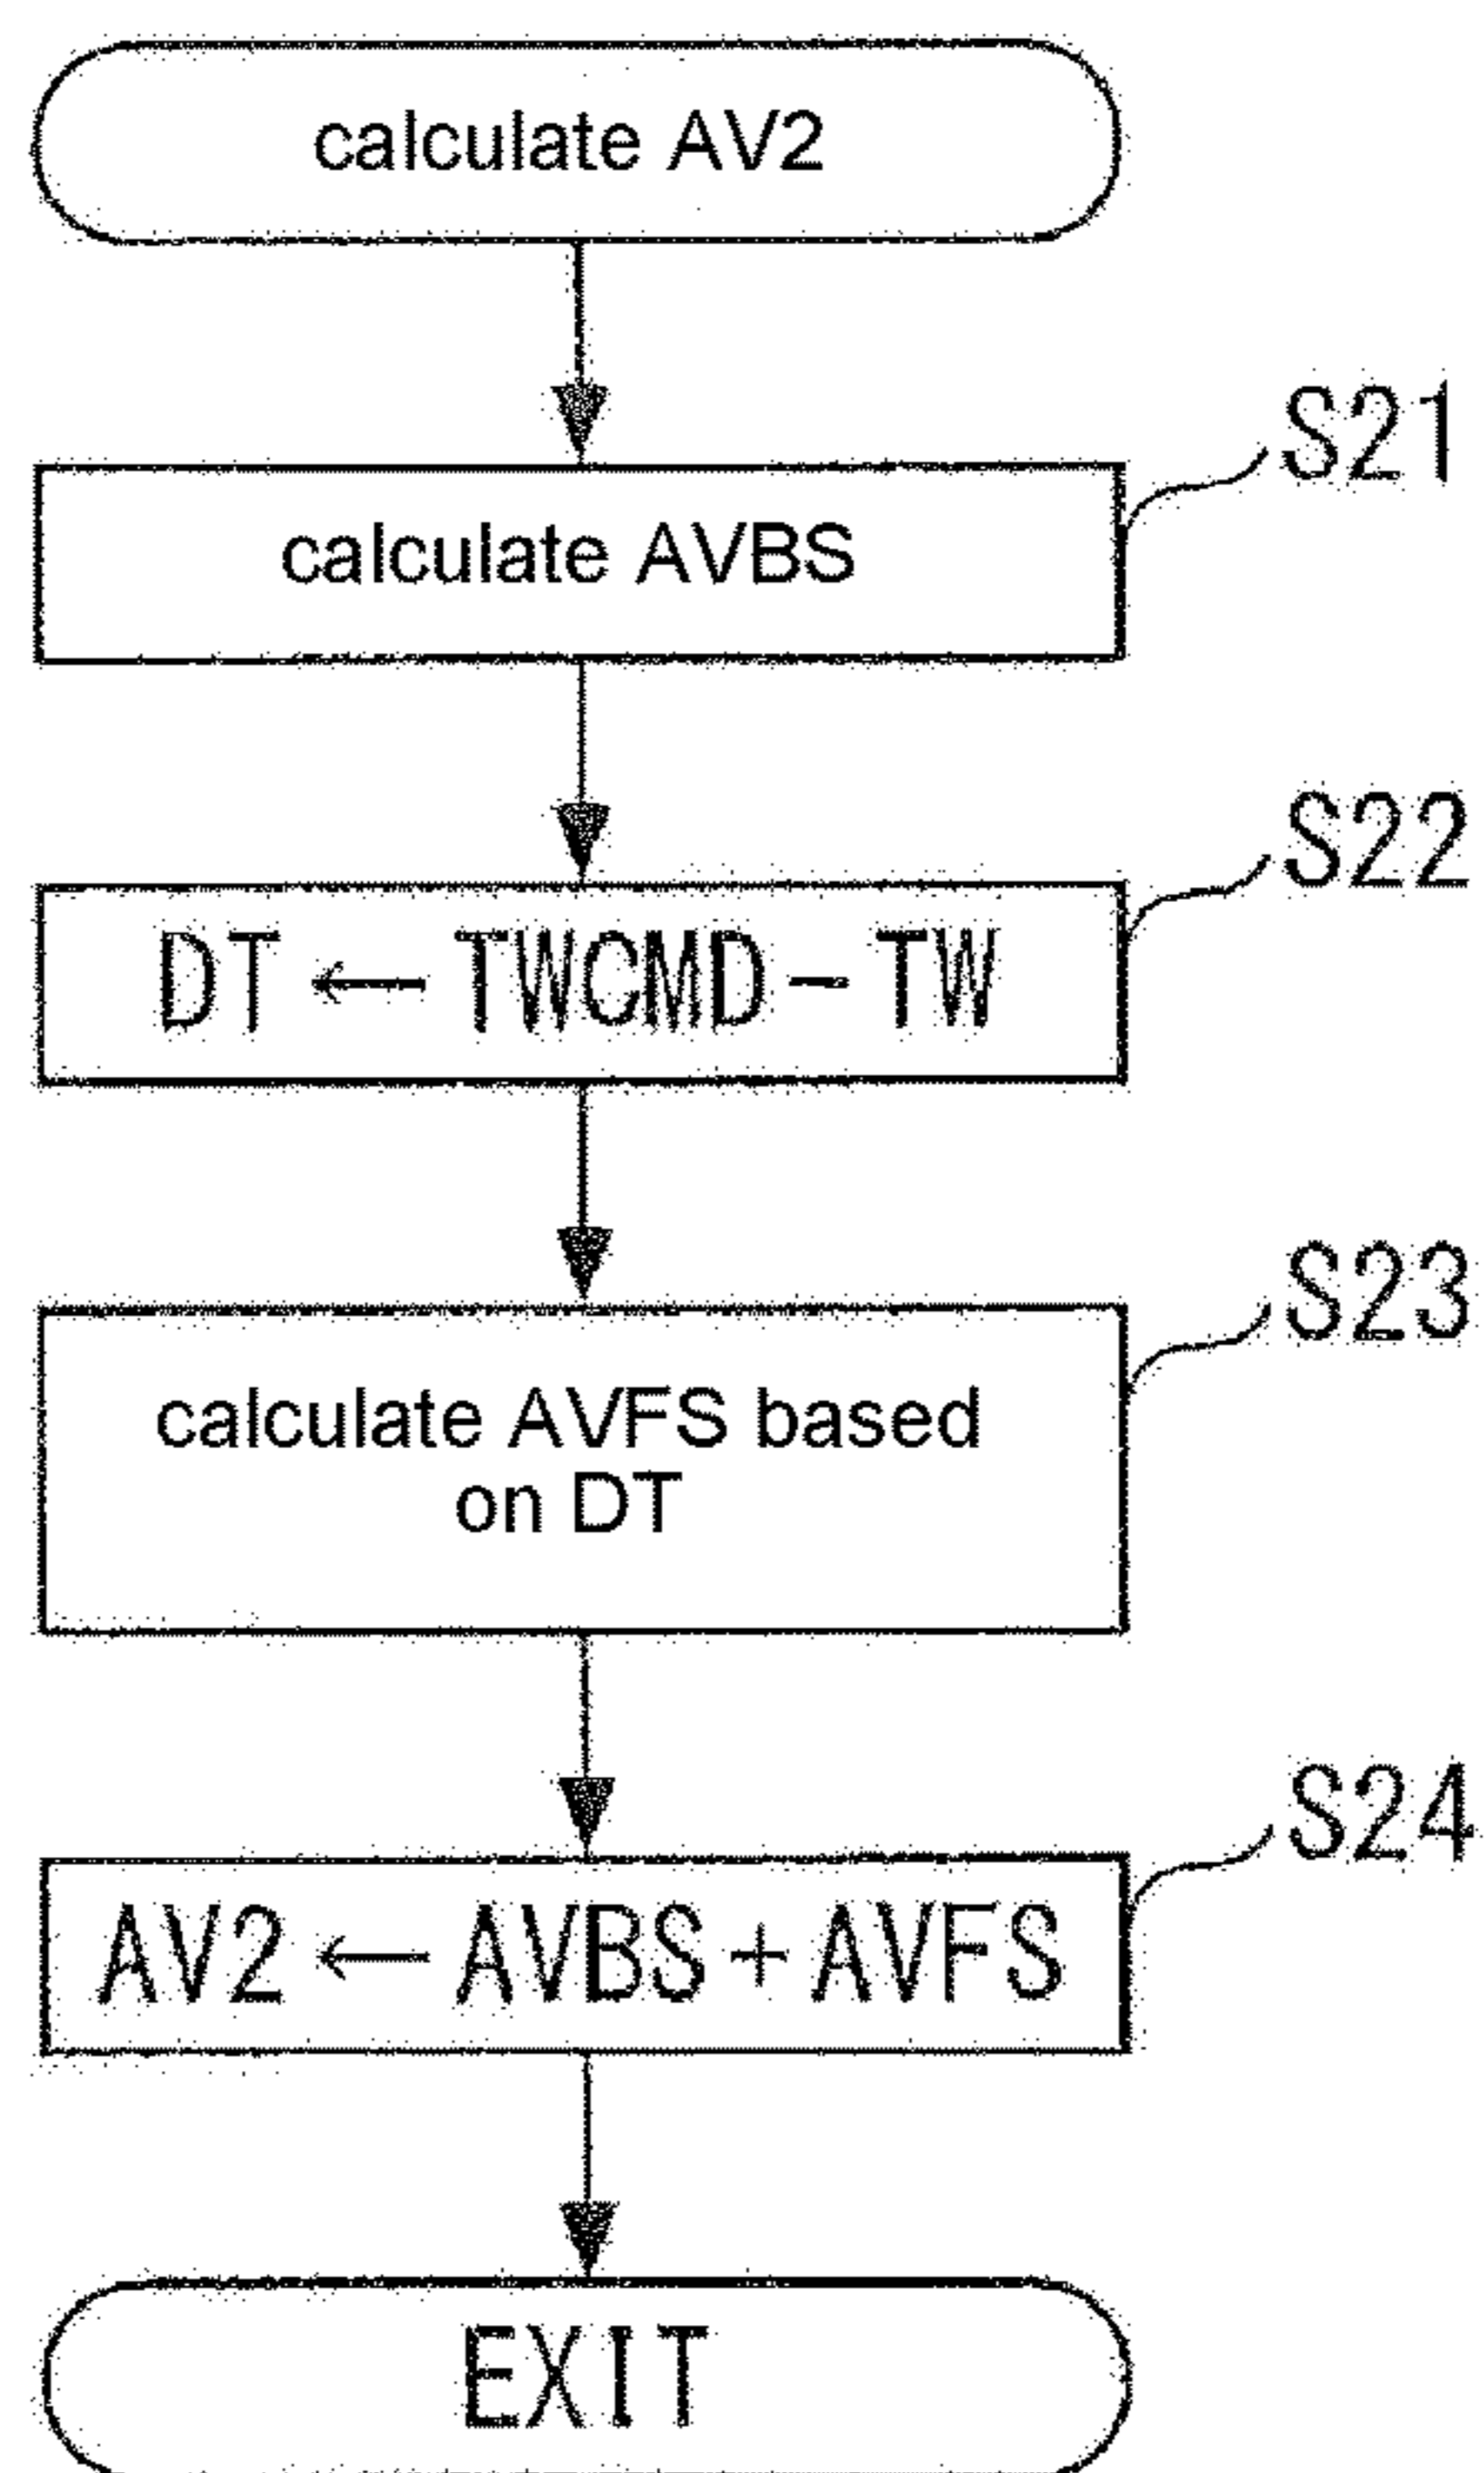 calculate AV2
S21
calculate AVBS
S22
DT ← TWCMD - TW
S23
calculate AVFS based
on DT
S24
AV2 ← AVBS + AVFS
EXIT